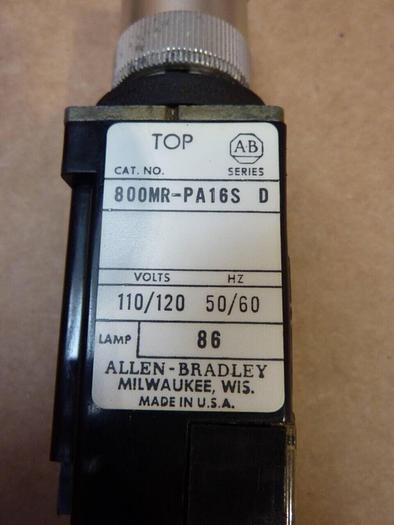 TOP
A-B
CAT. NO. SERIES
800MR-PA16S D
VOLTS HZ
110/120 50/60
LAMP 86
ALLEN-BRADLEY
MILWAUKEE, WIS.
MADE IN U.S.A.